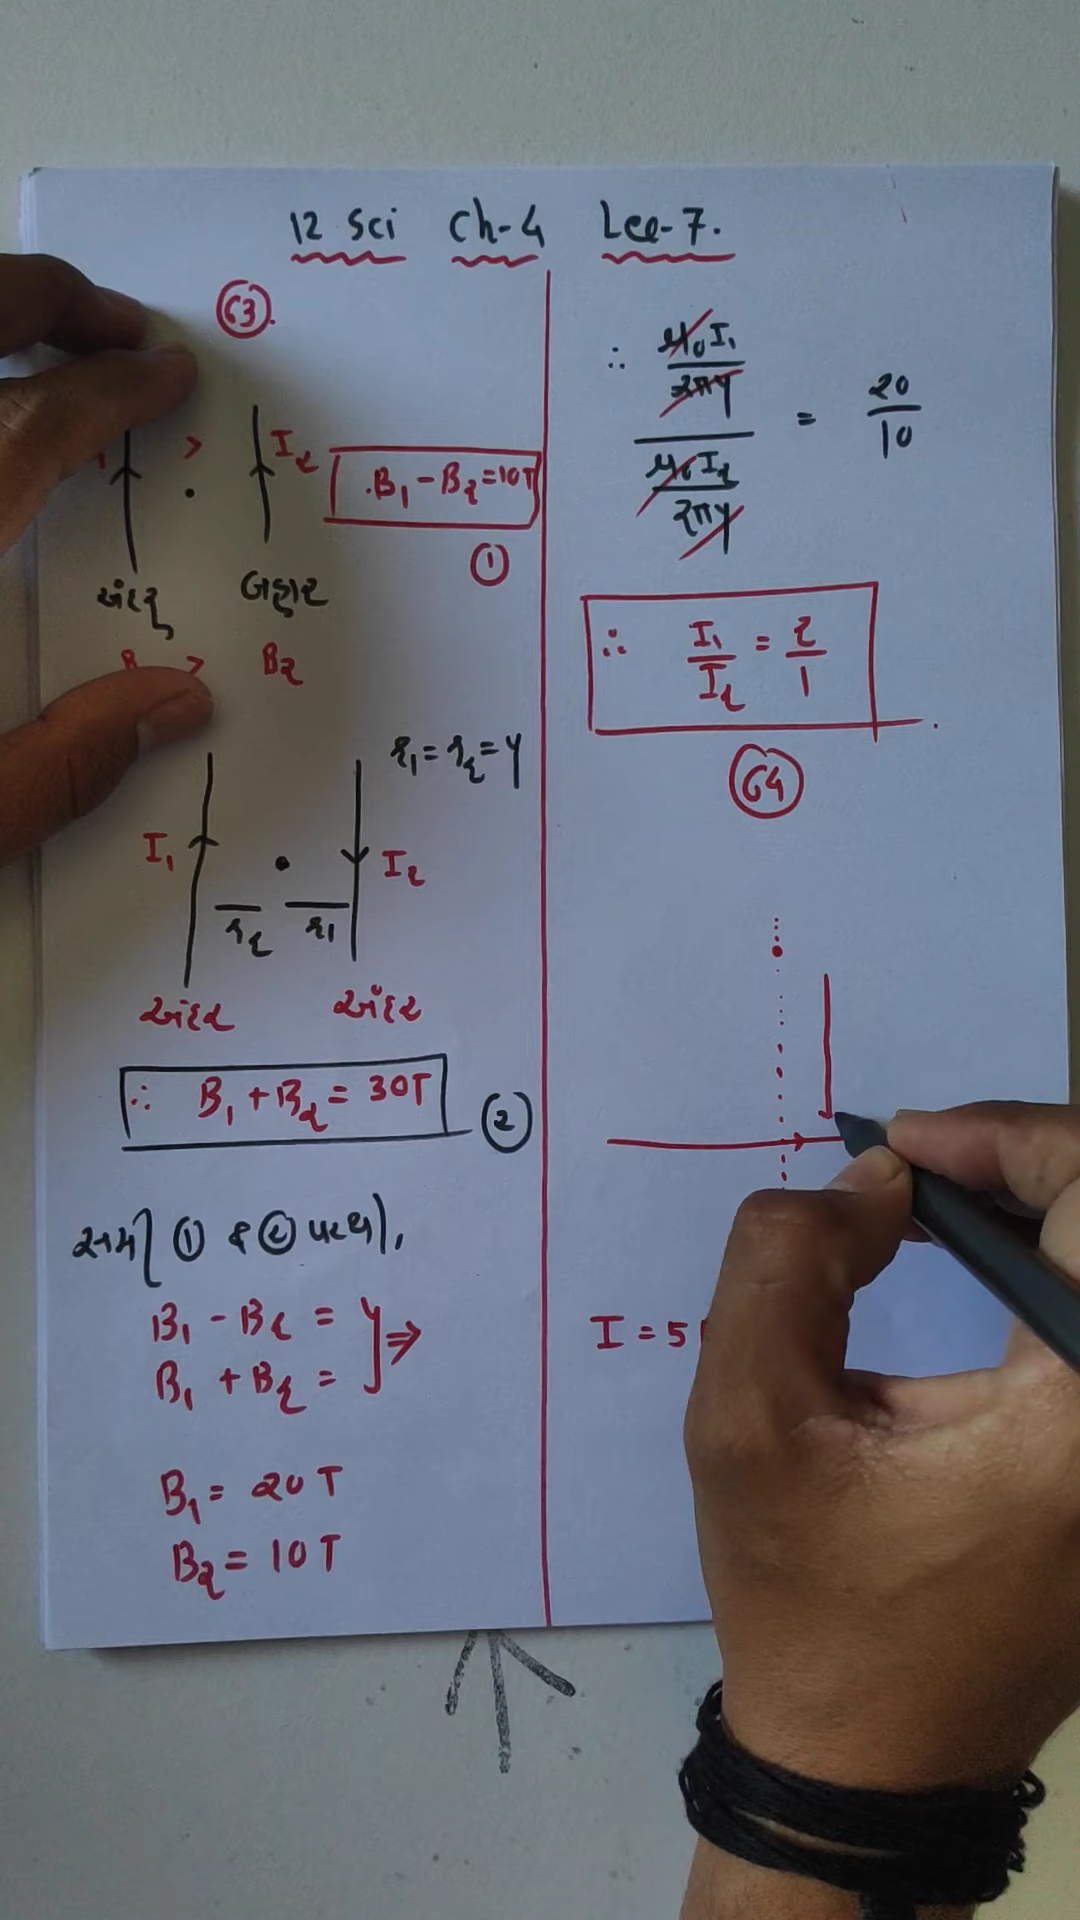 12 Sci Ch-4 Lec-7.
63.
> I₂
B₁ - B₂ = 10T
①
અંદર બહાર
> B₂
r₁ = r₂ = y
I₁ I₂
r₂ r₁
અંદર અંદર
∴ B₁ + B₂ = 30T
②
સમી ① & ② પરથી,
B₁ - B₂ =
B₁ + B₂ = } ⇒
B₁ = 20 T
B₂ = 10 T
∴ (μ₀I₁ / 2πy) / (μ₀I₂ / 2πy) = 20 / 10
∴ I₁ / I₂ = 2 / 1
64
I = 5